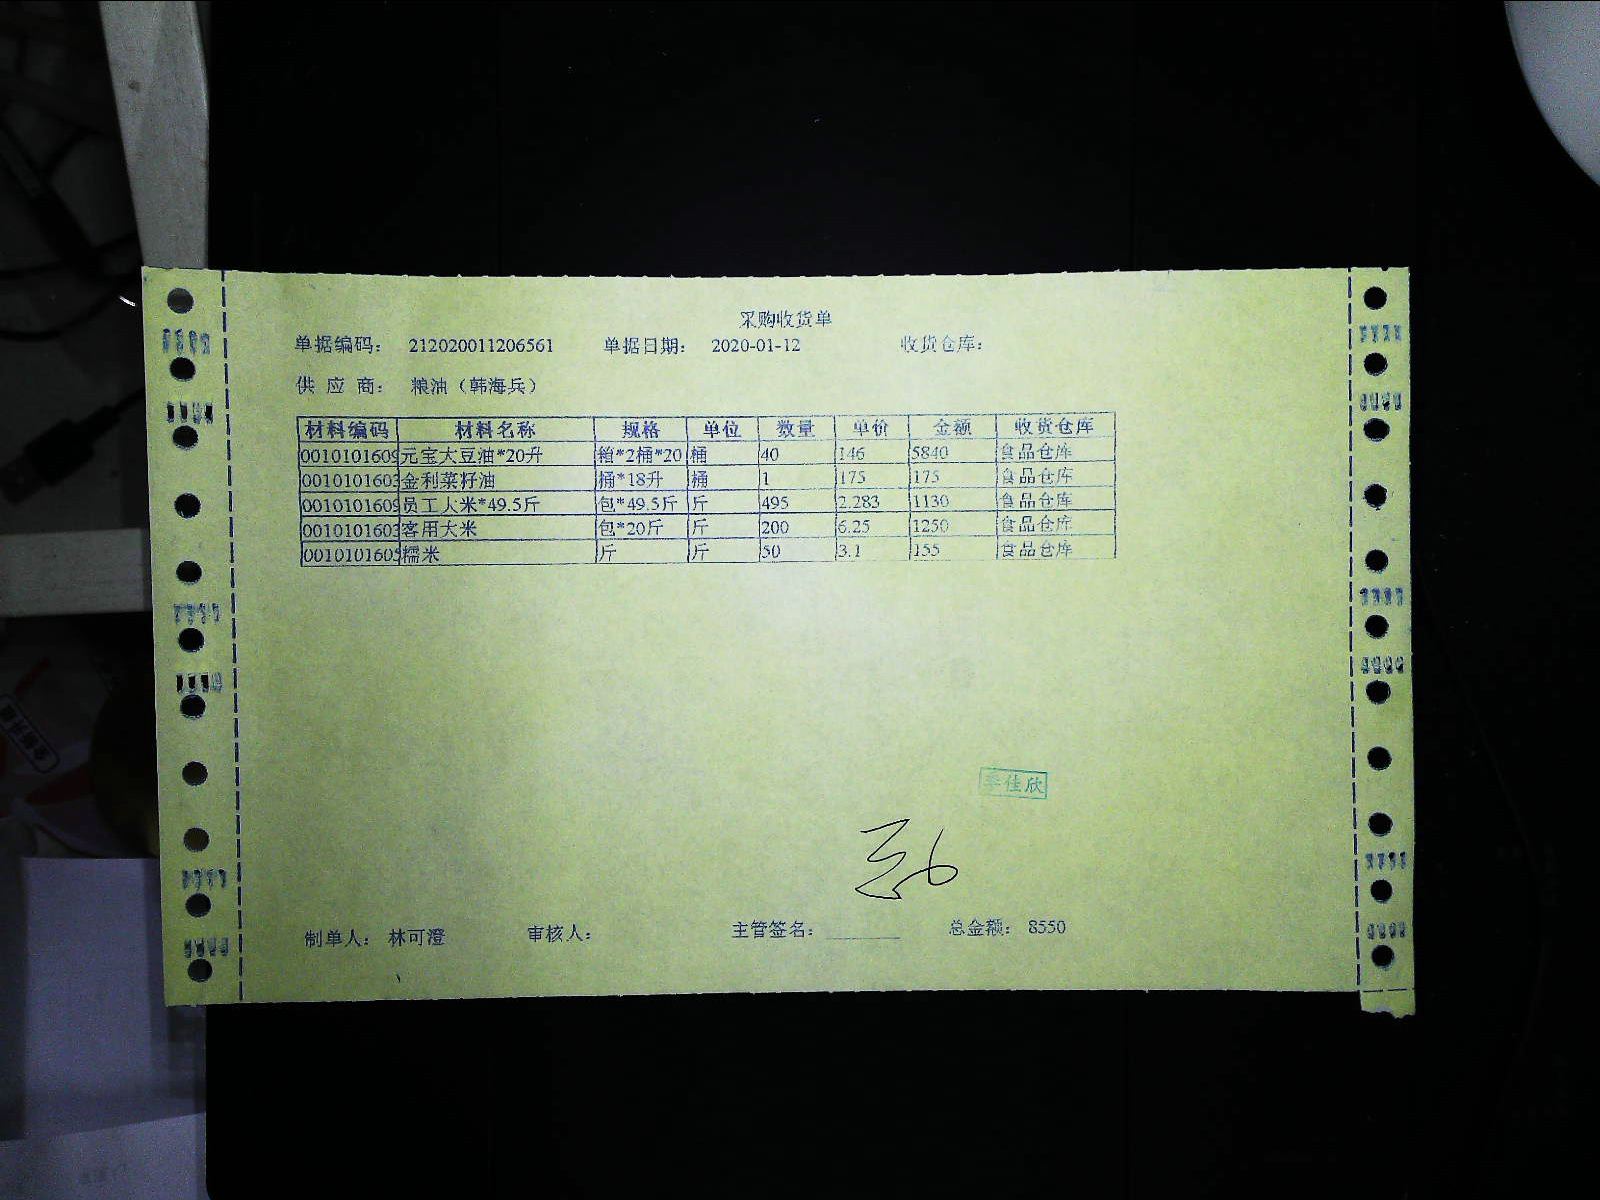 采购收货单
单据编码： 212020011206561 单据日期： 2020-01-12 收货仓库：
供 应 商： 粮油（韩海兵）
材料编码 材料名称 规格 单位 数量 单价 金额 收货仓库
0010101609 元宝大豆油*20升 箱*2桶*20 桶 40 146 5840 食品仓库
0010101603 金利菜籽油 桶*18升 桶 1 175 175 食品仓库
0010101609 员工大米*49.5斤 包*49.5斤 斤 495 2.283 1130 食品仓库
0010101603 客用大米 包*20斤 斤 200 6.25 1250 食品仓库
0010101605 糯米 斤 斤 50 3.1 155 食品仓库
李佳欣
制单人： 林可澄 审核人： 主管签名： 总金额： 8550